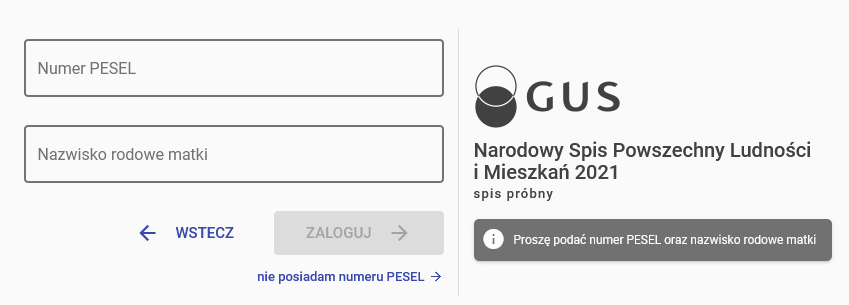 Numer PESEL
Nazwisko rodowe matki
WSTECZ
ZALOGUJ
nie posiadam numeru PESEL
GUS
Narodowy Spis Powszechny Ludności
i Mieszkań 2021
spis próbny
Proszę podać numer PESEL oraz nazwisko rodowe matki